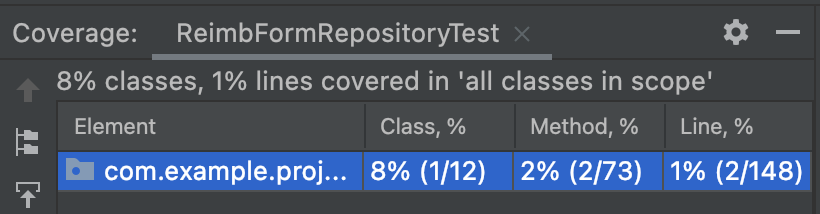 Coverage: ReimbFormRepositoryTest
8% classes, 1% lines covered in 'all classes in scope'
Element Class, % Method, % Line, %
com.example.proj... 8% (1/12) 2% (2/73) 1% (2/148)